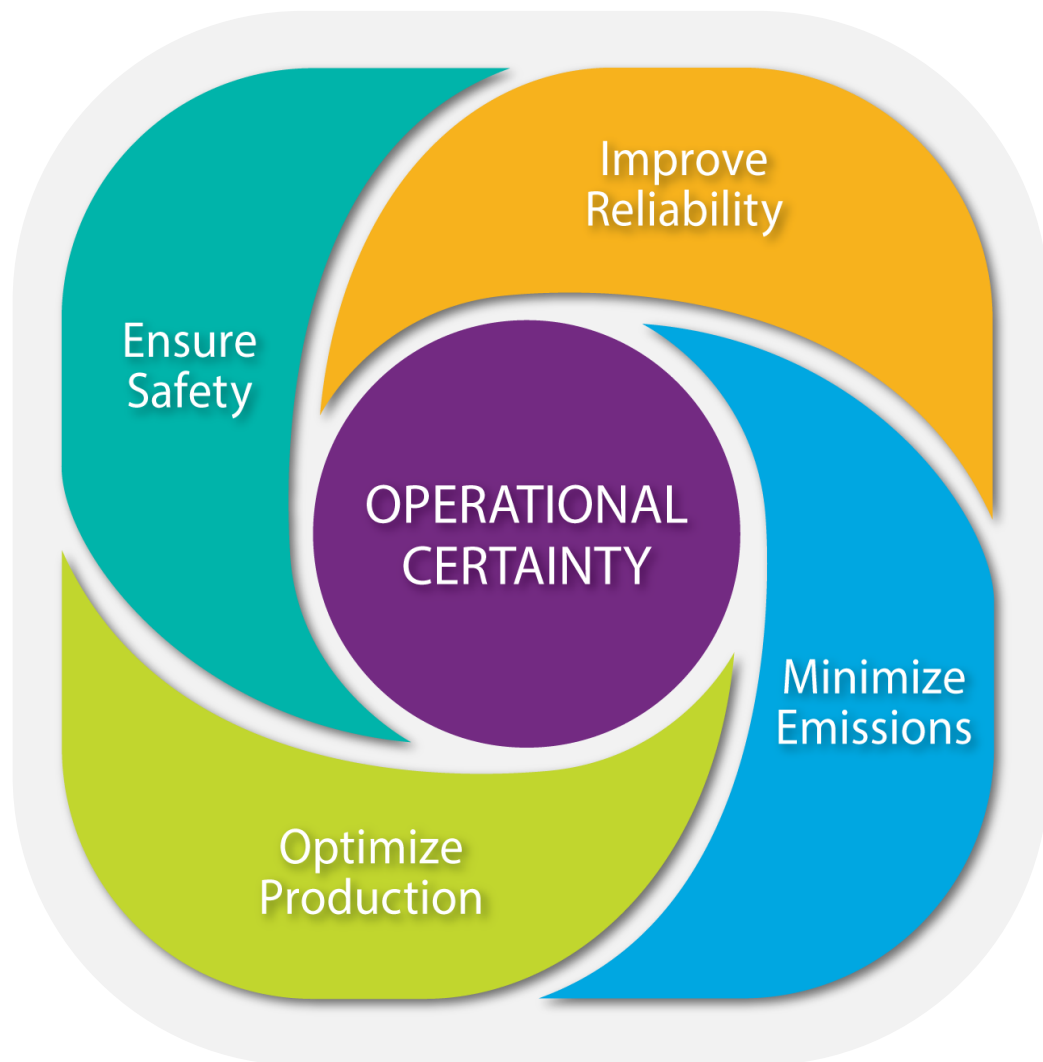 Improve
Reliability
Ensure
Safety
OPERATIONAL
CERTAINTY
Minimize
Emissions
Optimize
Production